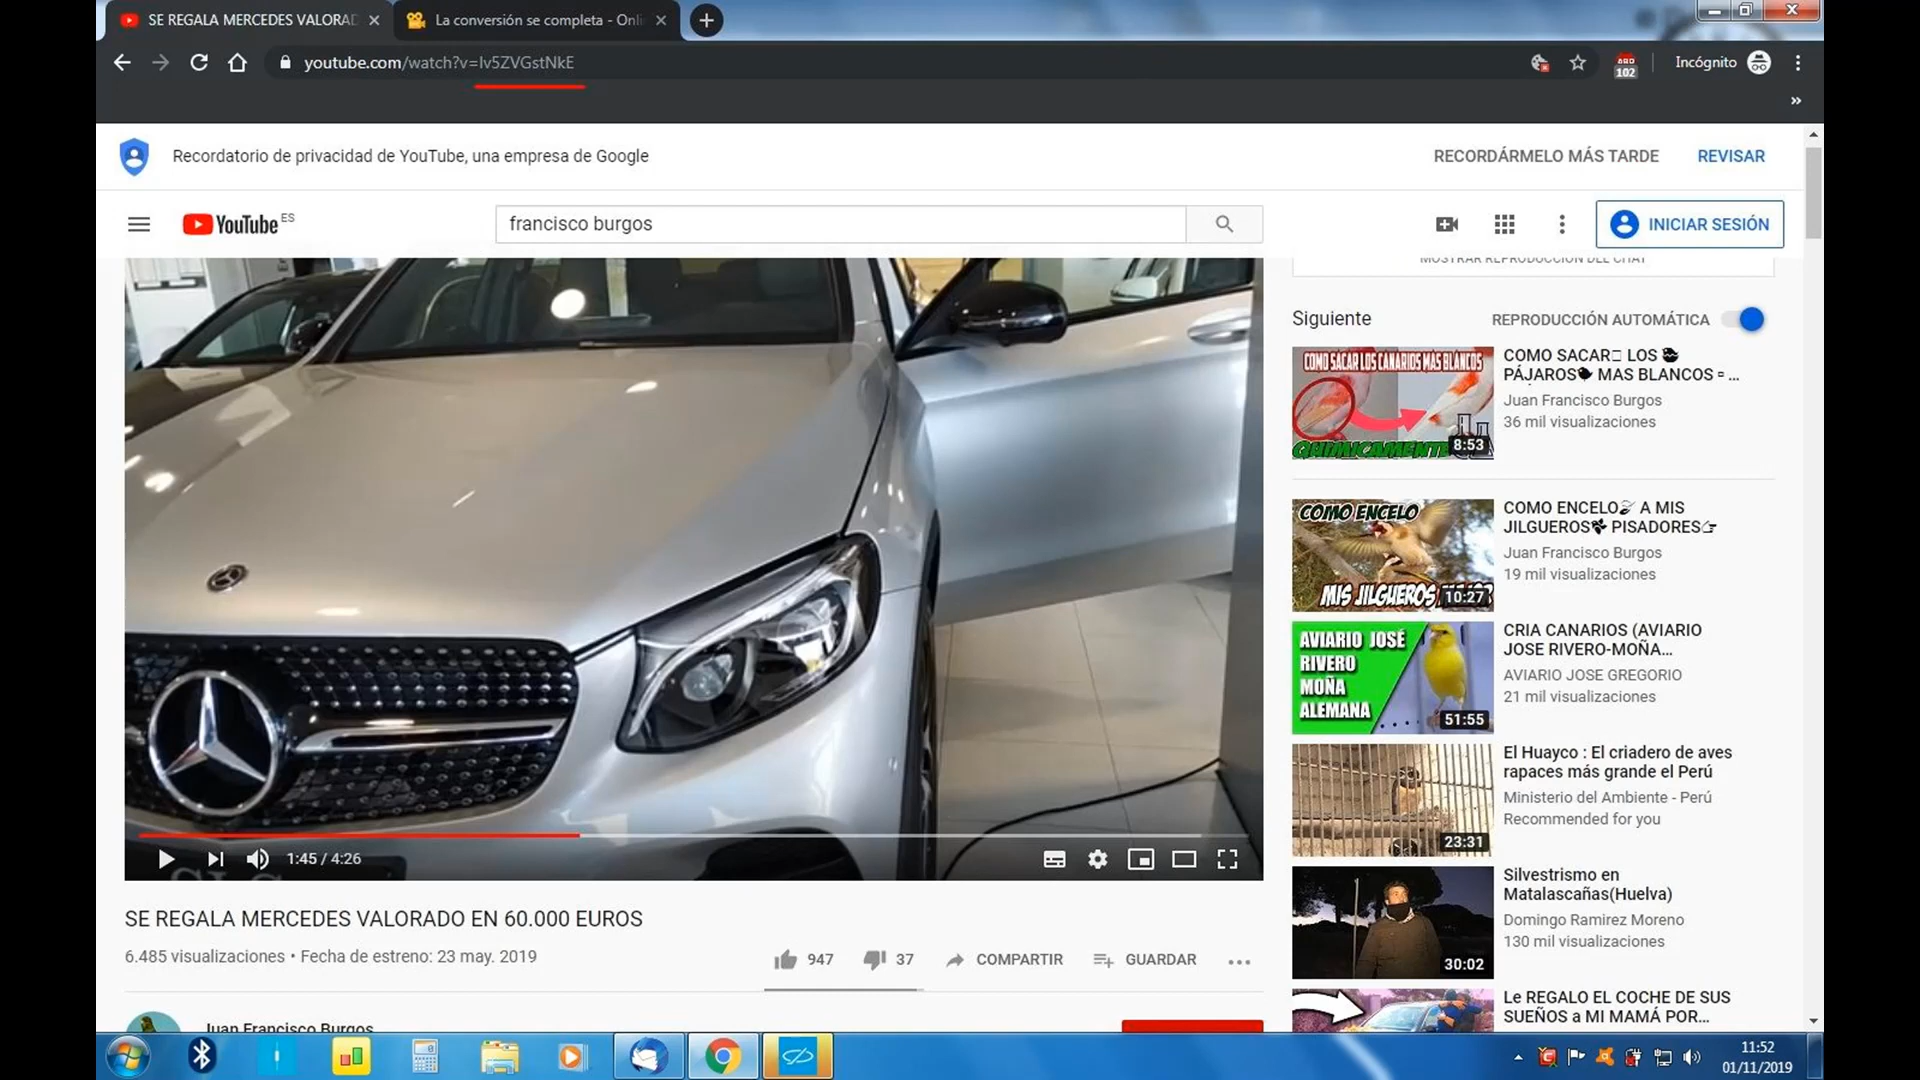 SE REGALA MERCEDES VALORAD
La conversión se completa - Onli
youtube.com/watch?v=Iv5ZVGstNkE
102
Incógnito
Recordatorio de privacidad de YouTube, una empresa de Google
RECORDÁRMELO MÁS TARDE
REVISAR
YouTube ES
francisco burgos
INICIAR SESIÓN
MOSTRAR REPRODUCCIÓN DEL CHAT
Siguiente
REPRODUCCIÓN AUTOMÁTICA
COMO SACAR LOS CANARIOS MAS BLANCOS
QUIMICAMENTE
8:53
COMO SACAR LOS
PÁJAROS MAS BLANCOS ...
Juan Francisco Burgos
36 mil visualizaciones
COMO ENCELO
MIS JILGUEROS
10:27
COMO ENCELO A MIS
JILGUEROS PISADORES
Juan Francisco Burgos
19 mil visualizaciones
AVIARIO JOSÉ
RIVERO
MOÑA
ALEMANA
51:55
CRIA CANARIOS (AVIARIO
JOSE RIVERO-MOÑA...
AVIARIO JOSE GREGORIO
21 mil visualizaciones
23:31
El Huayco : El criadero de aves
rapaces más grande el Perú
Ministerio del Ambiente - Perú
Recommended for you
30:02
Silvestrismo en
Matalascañas(Huelva)
Domingo Ramirez Moreno
130 mil visualizaciones
Le REGALO EL COCHE DE SUS
SUEÑOS a MI MAMÁ POR...
1:45 / 4:26
SE REGALA MERCEDES VALORADO EN 60.000 EUROS
6.485 visualizaciones • Fecha de estreno: 23 may. 2019
947
37
COMPARTIR
GUARDAR
Juan Francisco Burgos
11:52
01/11/2019